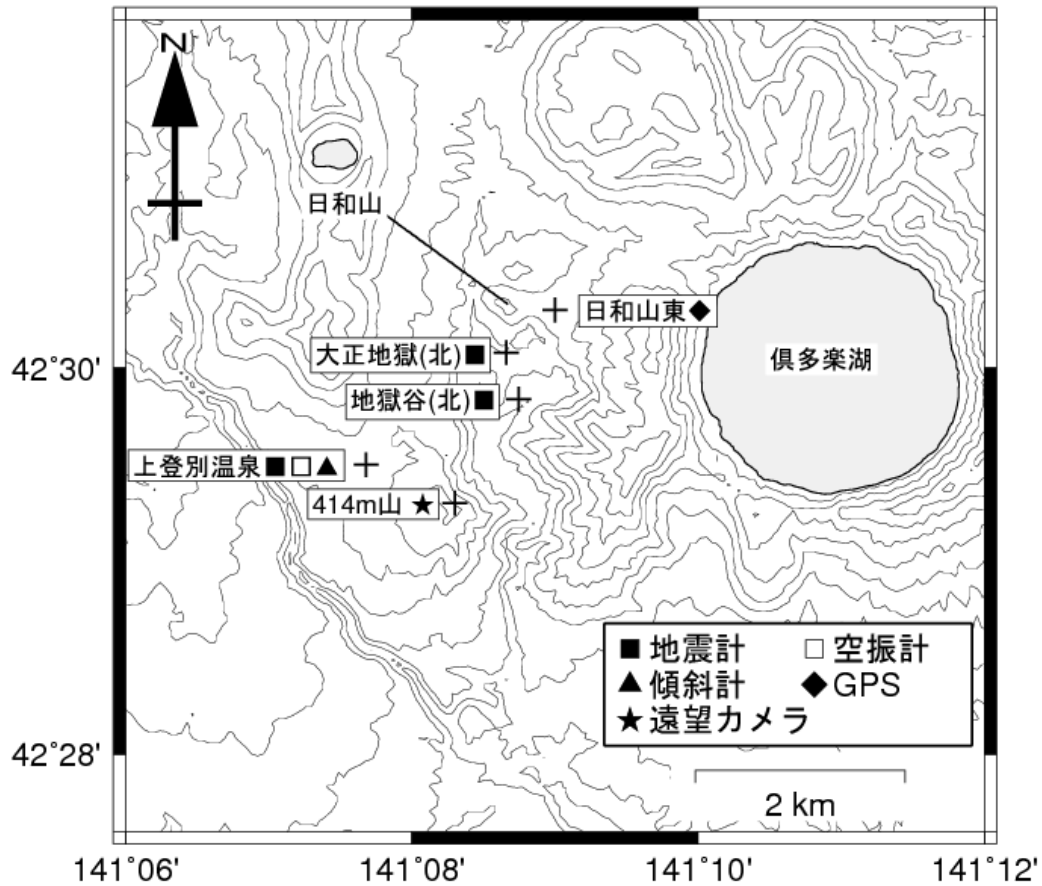 N
日和山
日和山東◆
大正地獄(北)■
倶多楽湖
42°30'
地獄谷(北)■
上登別温泉■□▲
414m山 ★
■地震計 □空振計
▲傾斜計 ◆GPS
★遠望カメラ
42°28'
2 km
141°06' 141°08' 141°10' 141°12'